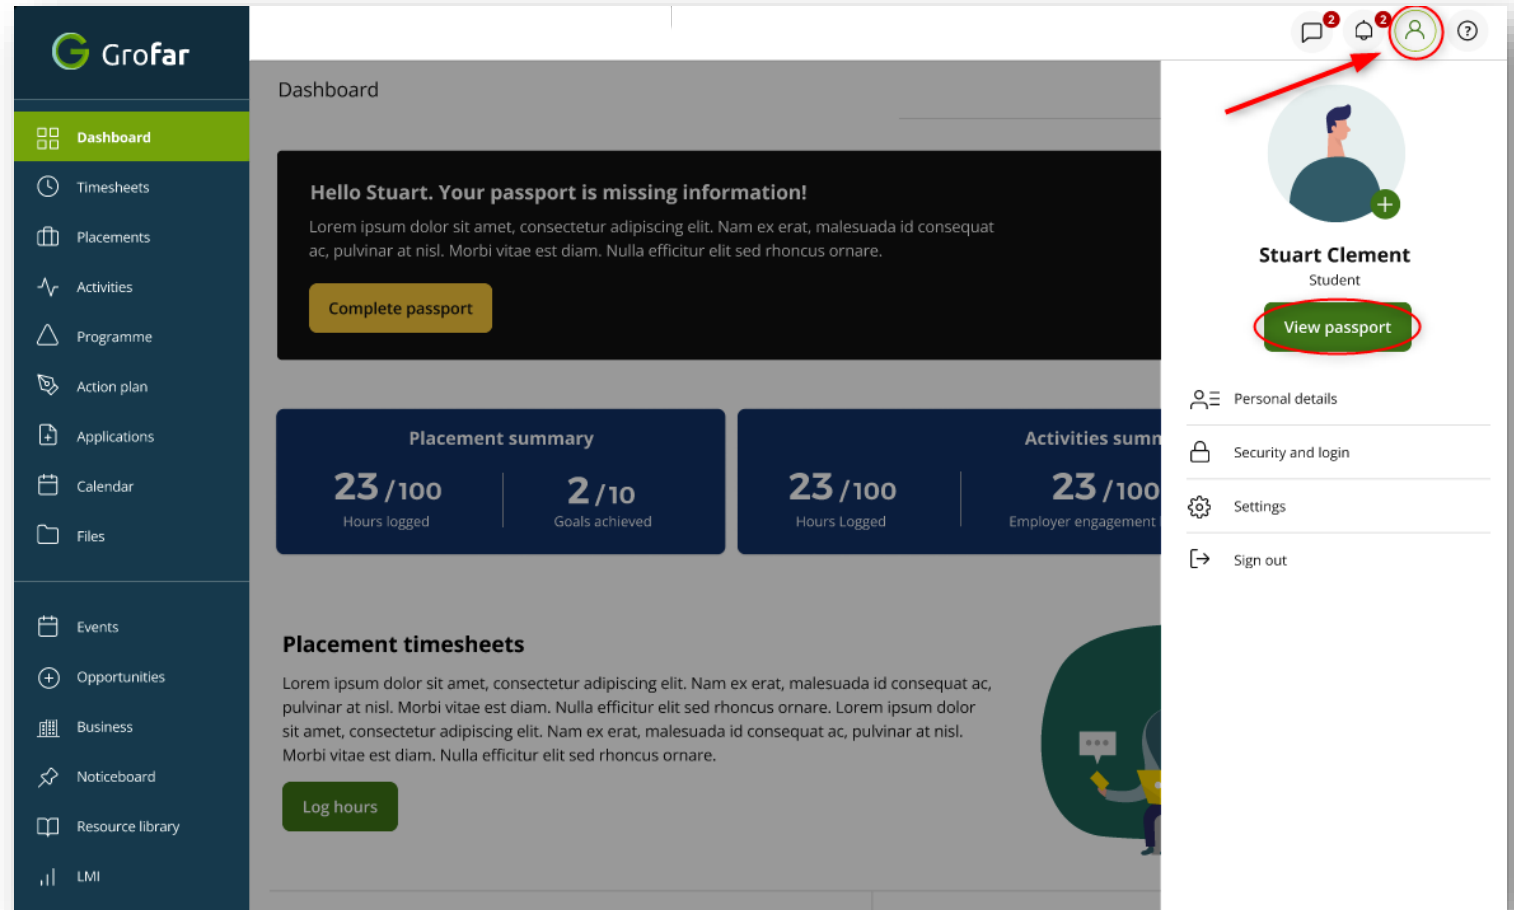 Grofar
2
2
?
Dashboard
Timesheets
Placements
Activities
Programme
Action plan
Applications
Calendar
Files
Events
Opportunities
Business
Noticeboard
Resource library
LMI
Dashboard
Hello Stuart. Your passport is missing information!
Lorem ipsum dolor sit amet, consectetur adipiscing elit. Nam ex erat, malesuada id consequat
ac, pulvinar at nisl. Morbi vitae est diam. Nulla efficitur elit sed rhoncus ornare.
Complete passport
Placement summary
23 /100
Hours logged
2 /10
Goals achieved
Activities summ
23 /100
Hours Logged
23 /100
Employer engagement
Placement timesheets
Lorem ipsum dolor sit amet, consectetur adipiscing elit. Nam ex erat, malesuada id consequat ac,
pulvinar at nisl. Morbi vitae est diam. Nulla efficitur elit sed rhoncus ornare. Lorem ipsum dolor
sit amet, consectetur adipiscing elit. Nam ex erat, malesuada id consequat ac, pulvinar at nisl.
Morbi vitae est diam. Nulla efficitur elit sed rhoncus ornare.
Log hours
Stuart Clement
Student
View passport
Personal details
Security and login
Settings
Sign out